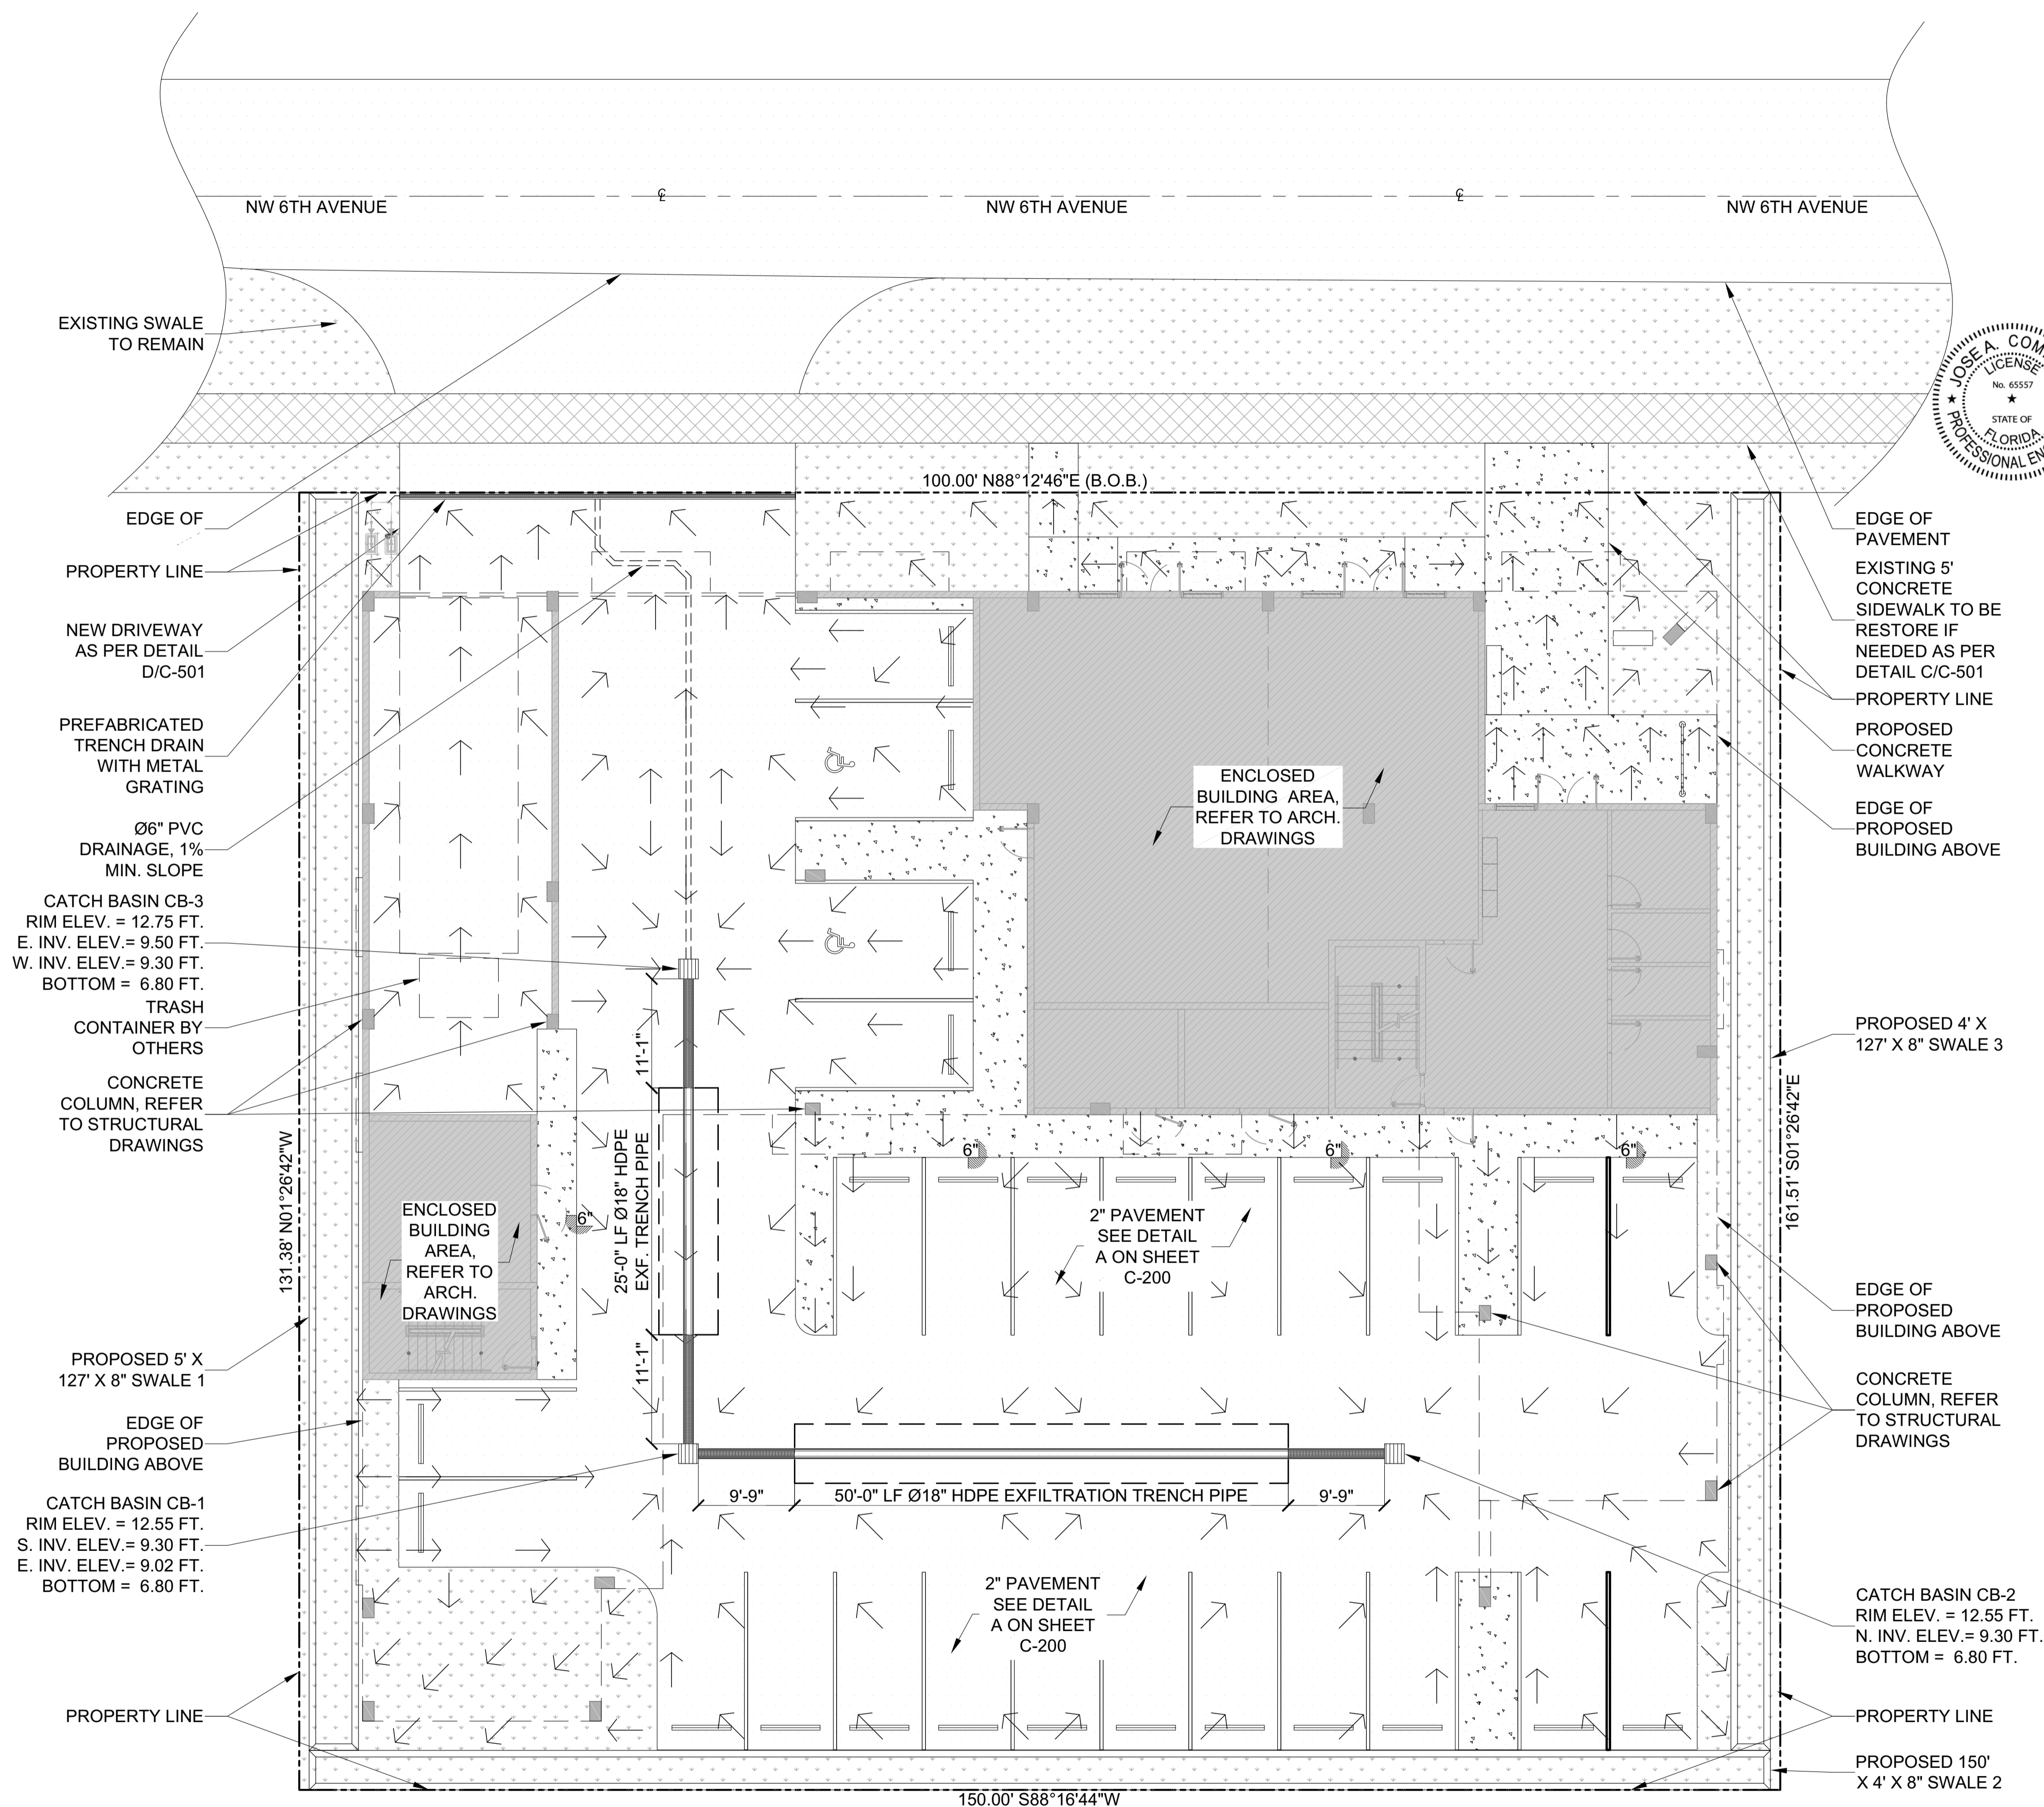 NW 6TH AVENUE
NW 6TH AVENUE
NW 6TH AVENUE
EXISTING SWALE
TO REMAIN
JOSE A. COM
LICENSE
No. 65557
STATE OF
FLORIDA
PROFESSIONAL EN
100.00' N88°12'46"E (B.O.B.)
EDGE OF
PROPERTY LINE
NEW DRIVEWAY
AS PER DETAIL
D/C-501
PREFABRICATED
TRENCH DRAIN
WITH METAL
GRATING
Ø6" PVC
DRAINAGE, 1%
MIN. SLOPE
CATCH BASIN CB-3
RIM ELEV. = 12.75 FT.
E. INV. ELEV.= 9.50 FT.
W. INV. ELEV.= 9.30 FT.
BOTTOM = 6.80 FT.
TRASH
CONTAINER BY
OTHERS
CONCRETE
COLUMN, REFER
TO STRUCTURAL
DRAWINGS
131.38' N01°26'42"W
PROPOSED 5' X
127' X 8" SWALE 1
EDGE OF
PROPOSED
BUILDING ABOVE
CATCH BASIN CB-1
RIM ELEV. = 12.55 FT.
S. INV. ELEV.= 9.30 FT.
E. INV. ELEV.= 9.02 FT.
BOTTOM = 6.80 FT.
PROPERTY LINE
ENCLOSED
BUILDING AREA,
REFER TO ARCH.
DRAWINGS
11'-1"
25'-0" LF Ø18" HDPE
EXF. TRENCH PIPE
11'-1"
6"
6"
6"
6"
ENCLOSED
BUILDING
AREA,
REFER TO
ARCH.
DRAWINGS
2" PAVEMENT
SEE DETAIL
A ON SHEET
C-200
9'-9"
50'-0" LF Ø18" HDPE EXFILTRATION TRENCH PIPE
9'-9"
2" PAVEMENT
SEE DETAIL
A ON SHEET
C-200
150.00' S88°16'44"W
EDGE OF
PAVEMENT
EXISTING 5'
CONCRETE
SIDEWALK TO BE
RESTORE IF
NEEDED AS PER
DETAIL C/C-501
PROPERTY LINE
PROPOSED
CONCRETE
WALKWAY
EDGE OF
PROPOSED
BUILDING ABOVE
PROPOSED 4' X
127' X 8" SWALE 3
161.51' S01°26'42"E
EDGE OF
PROPOSED
BUILDING ABOVE
CONCRETE
COLUMN, REFER
TO STRUCTURAL
DRAWINGS
CATCH BASIN CB-2
RIM ELEV. = 12.55 FT.
N. INV. ELEV.= 9.30 FT.
BOTTOM = 6.80 FT.
PROPERTY LINE
PROPOSED 150'
X 4' X 8" SWALE 2